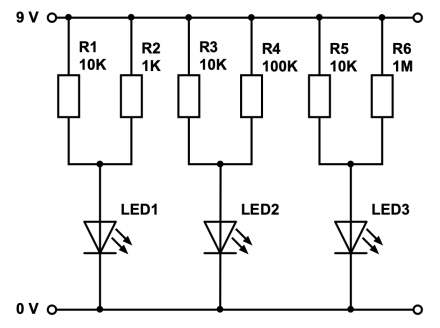 9 V
R1 R2 R3 R4 R5 R6
10K 1K 10K 100K 10K 1M
LED1 LED2 LED3
0 V